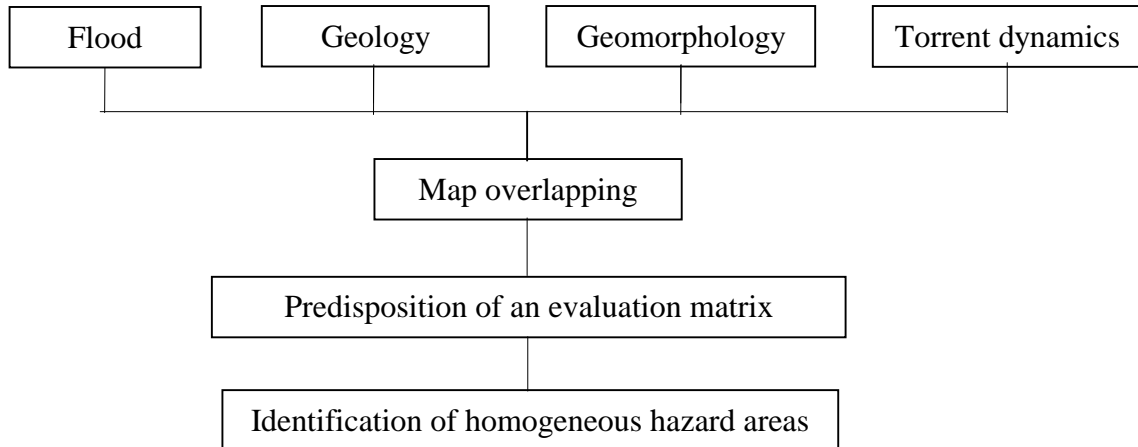 Flood
Geology
Geomorphology
Torrent dynamics
Map overlapping
Predisposition of an evaluation matrix
Identification of homogeneous hazard areas